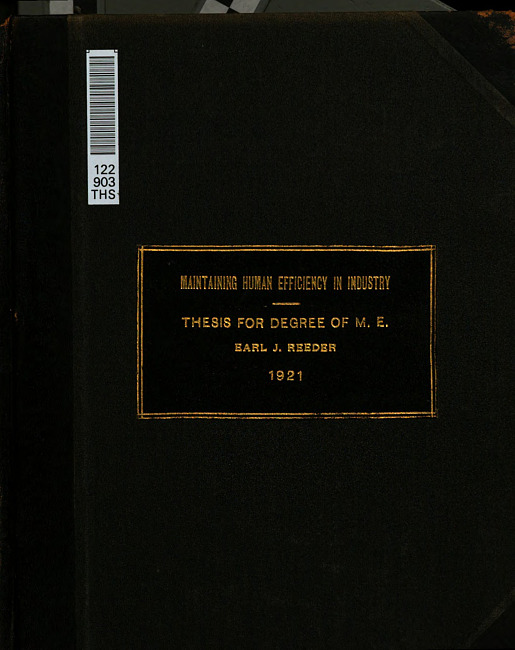 122
903
THS
MAINTAINING HUMAN EFFICIENCY IN INDUSTRY
THESIS FOR DEGREE OF M. E.
EARL J. REEDER
1921